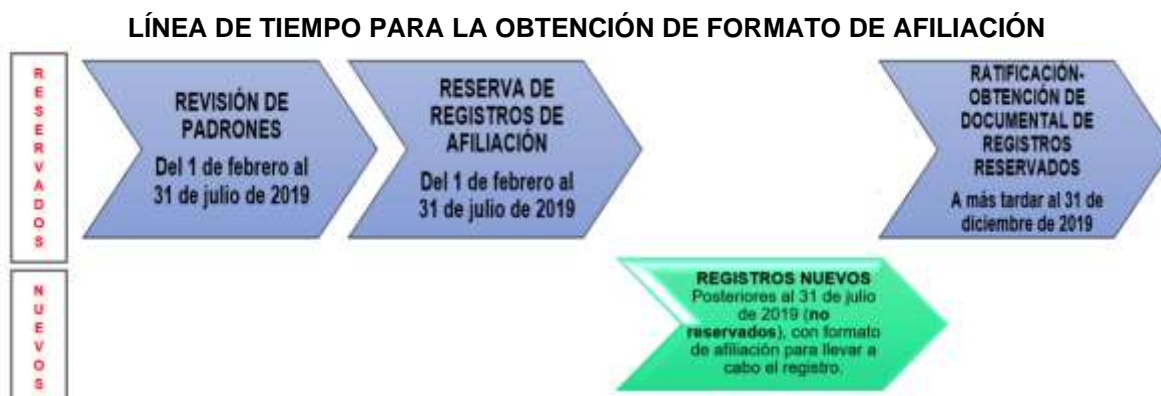 LÍNEA DE TIEMPO PARA LA OBTENCIÓN DE FORMATO DE AFILIACIÓN
RESERVADOS
REVISIÓN DE
PADRONES
Del 1 de febrero al
31 de julio de 2019
RESERVA DE
REGISTROS DE
AFILIACIÓN
Del 1 de febrero al
31 de julio de 2019
RATIFICACIÓN-
OBTENCIÓN DE
DOCUMENTAL DE
REGISTROS
RESERVADOS
A más tardar al 31 de
diciembre de 2019
NUEVOS
REGISTROS NUEVOS
Posteriores al 31 de julio
de 2019 (no
reservados), con formato
de afiliación para llevar a
cabo el registro.